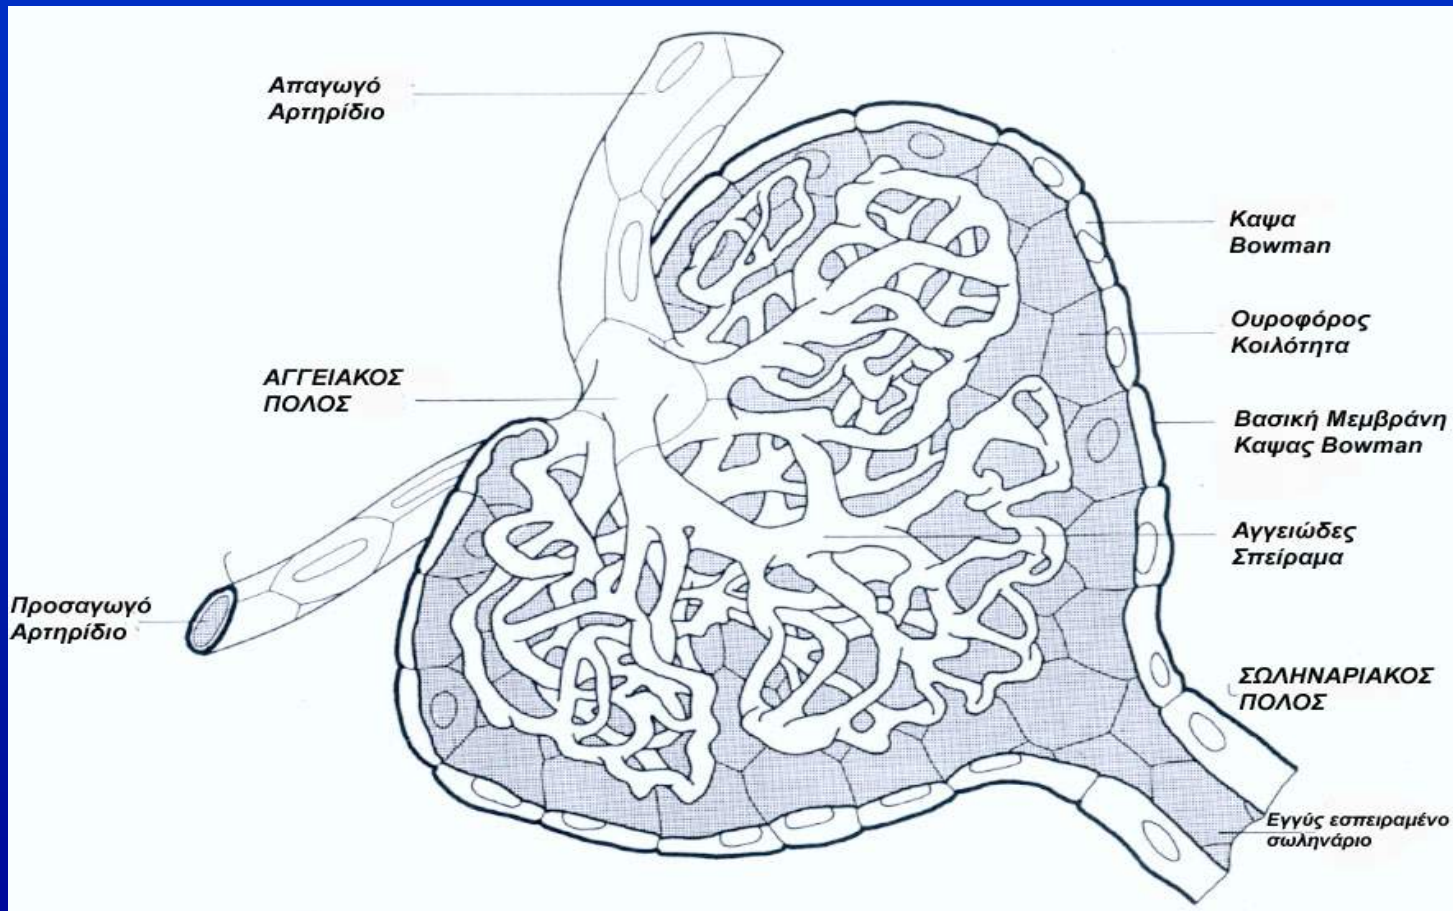 Απαγωγό
Αρτηρίδιο
Καψα
Bowman
Ουροφόρος
Κοιλότητα
ΑΓΓΕΙΑΚΟΣ
ΠΟΛΟΣ
Βασική Μεμβράνη
Καψας Bowman
Αγγειώδες
Σπείραμα
Προσαγωγό
Αρτηρίδιο
ΣΩΛΗΝΑΡΙΑΚΟΣ
ΠΟΛΟΣ
Εγγύς εσπειραμένο
σωληνάριο